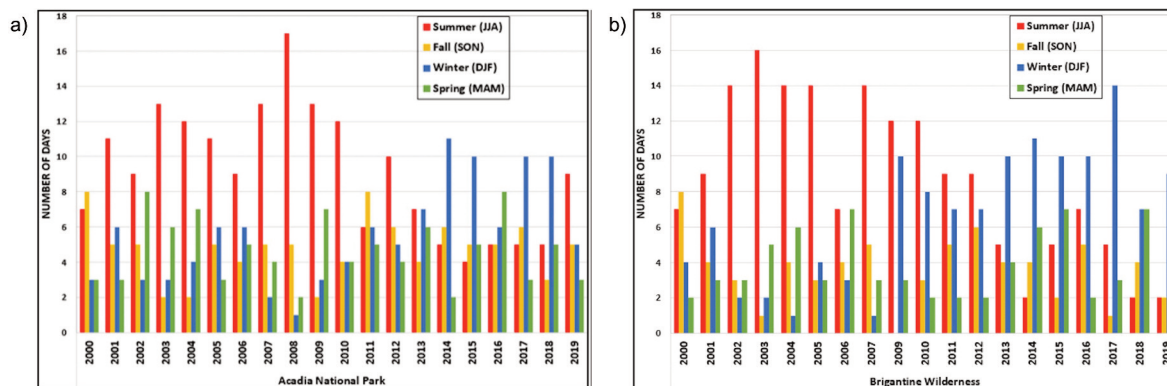 a)
NUMBER OF DAYS
18
16
14
12
10
8
6
4
2
0
Summer (JJA)
Fall (SON)
Winter (DJF)
Spring (MAM)
2000 2001 2002 2003 2004 2005 2006 2007 2008 2009 2010 2011 2012 2013 2014 2015 2016 2017 2018 2019
Acadia National Park
b)
NUMBER OF DAYS
18
16
14
12
10
8
6
4
2
0
Summer (JJA)
Fall (SON)
Winter (DJF)
Spring (MAM)
2000 2001 2002 2003 2004 2005 2006 2007 2009 2010 2011 2012 2013 2014 2015 2016 2017 2018 2019
Brigantine Wilderness